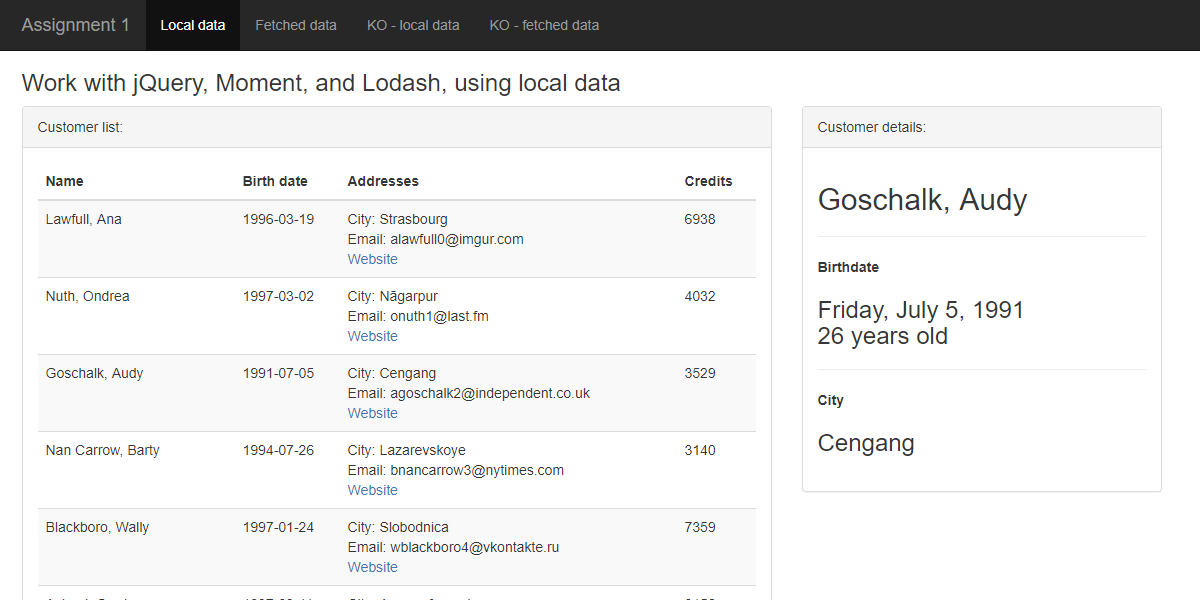 Assignment 1 Local data Fetched data KO - local data KO - fetched data
Work with jQuery, Moment, and Lodash, using local data
Customer list:
Name Birth date Addresses Credits
Lawfull, Ana 1996-03-19 City: Strasbourg 6938
Email: alawfull0@imgur.com
Website
Nuth, Ondrea 1997-03-02 City: Nāgarpur 4032
Email: onuth1@last.fm
Website
Goschalk, Audy 1991-07-05 City: Cengang 3529
Email: agoschalk2@independent.co.uk
Website
Nan Carrow, Barty 1994-07-26 City: Lazarevskoye 3140
Email: bnancarrow3@nytimes.com
Website
Blackboro, Wally 1997-01-24 City: Slobodnica 7359
Email: wblackboro4@vkontakte.ru
Website
Customer details:
Goschalk, Audy
Birthdate
Friday, July 5, 1991
26 years old
City
Cengang